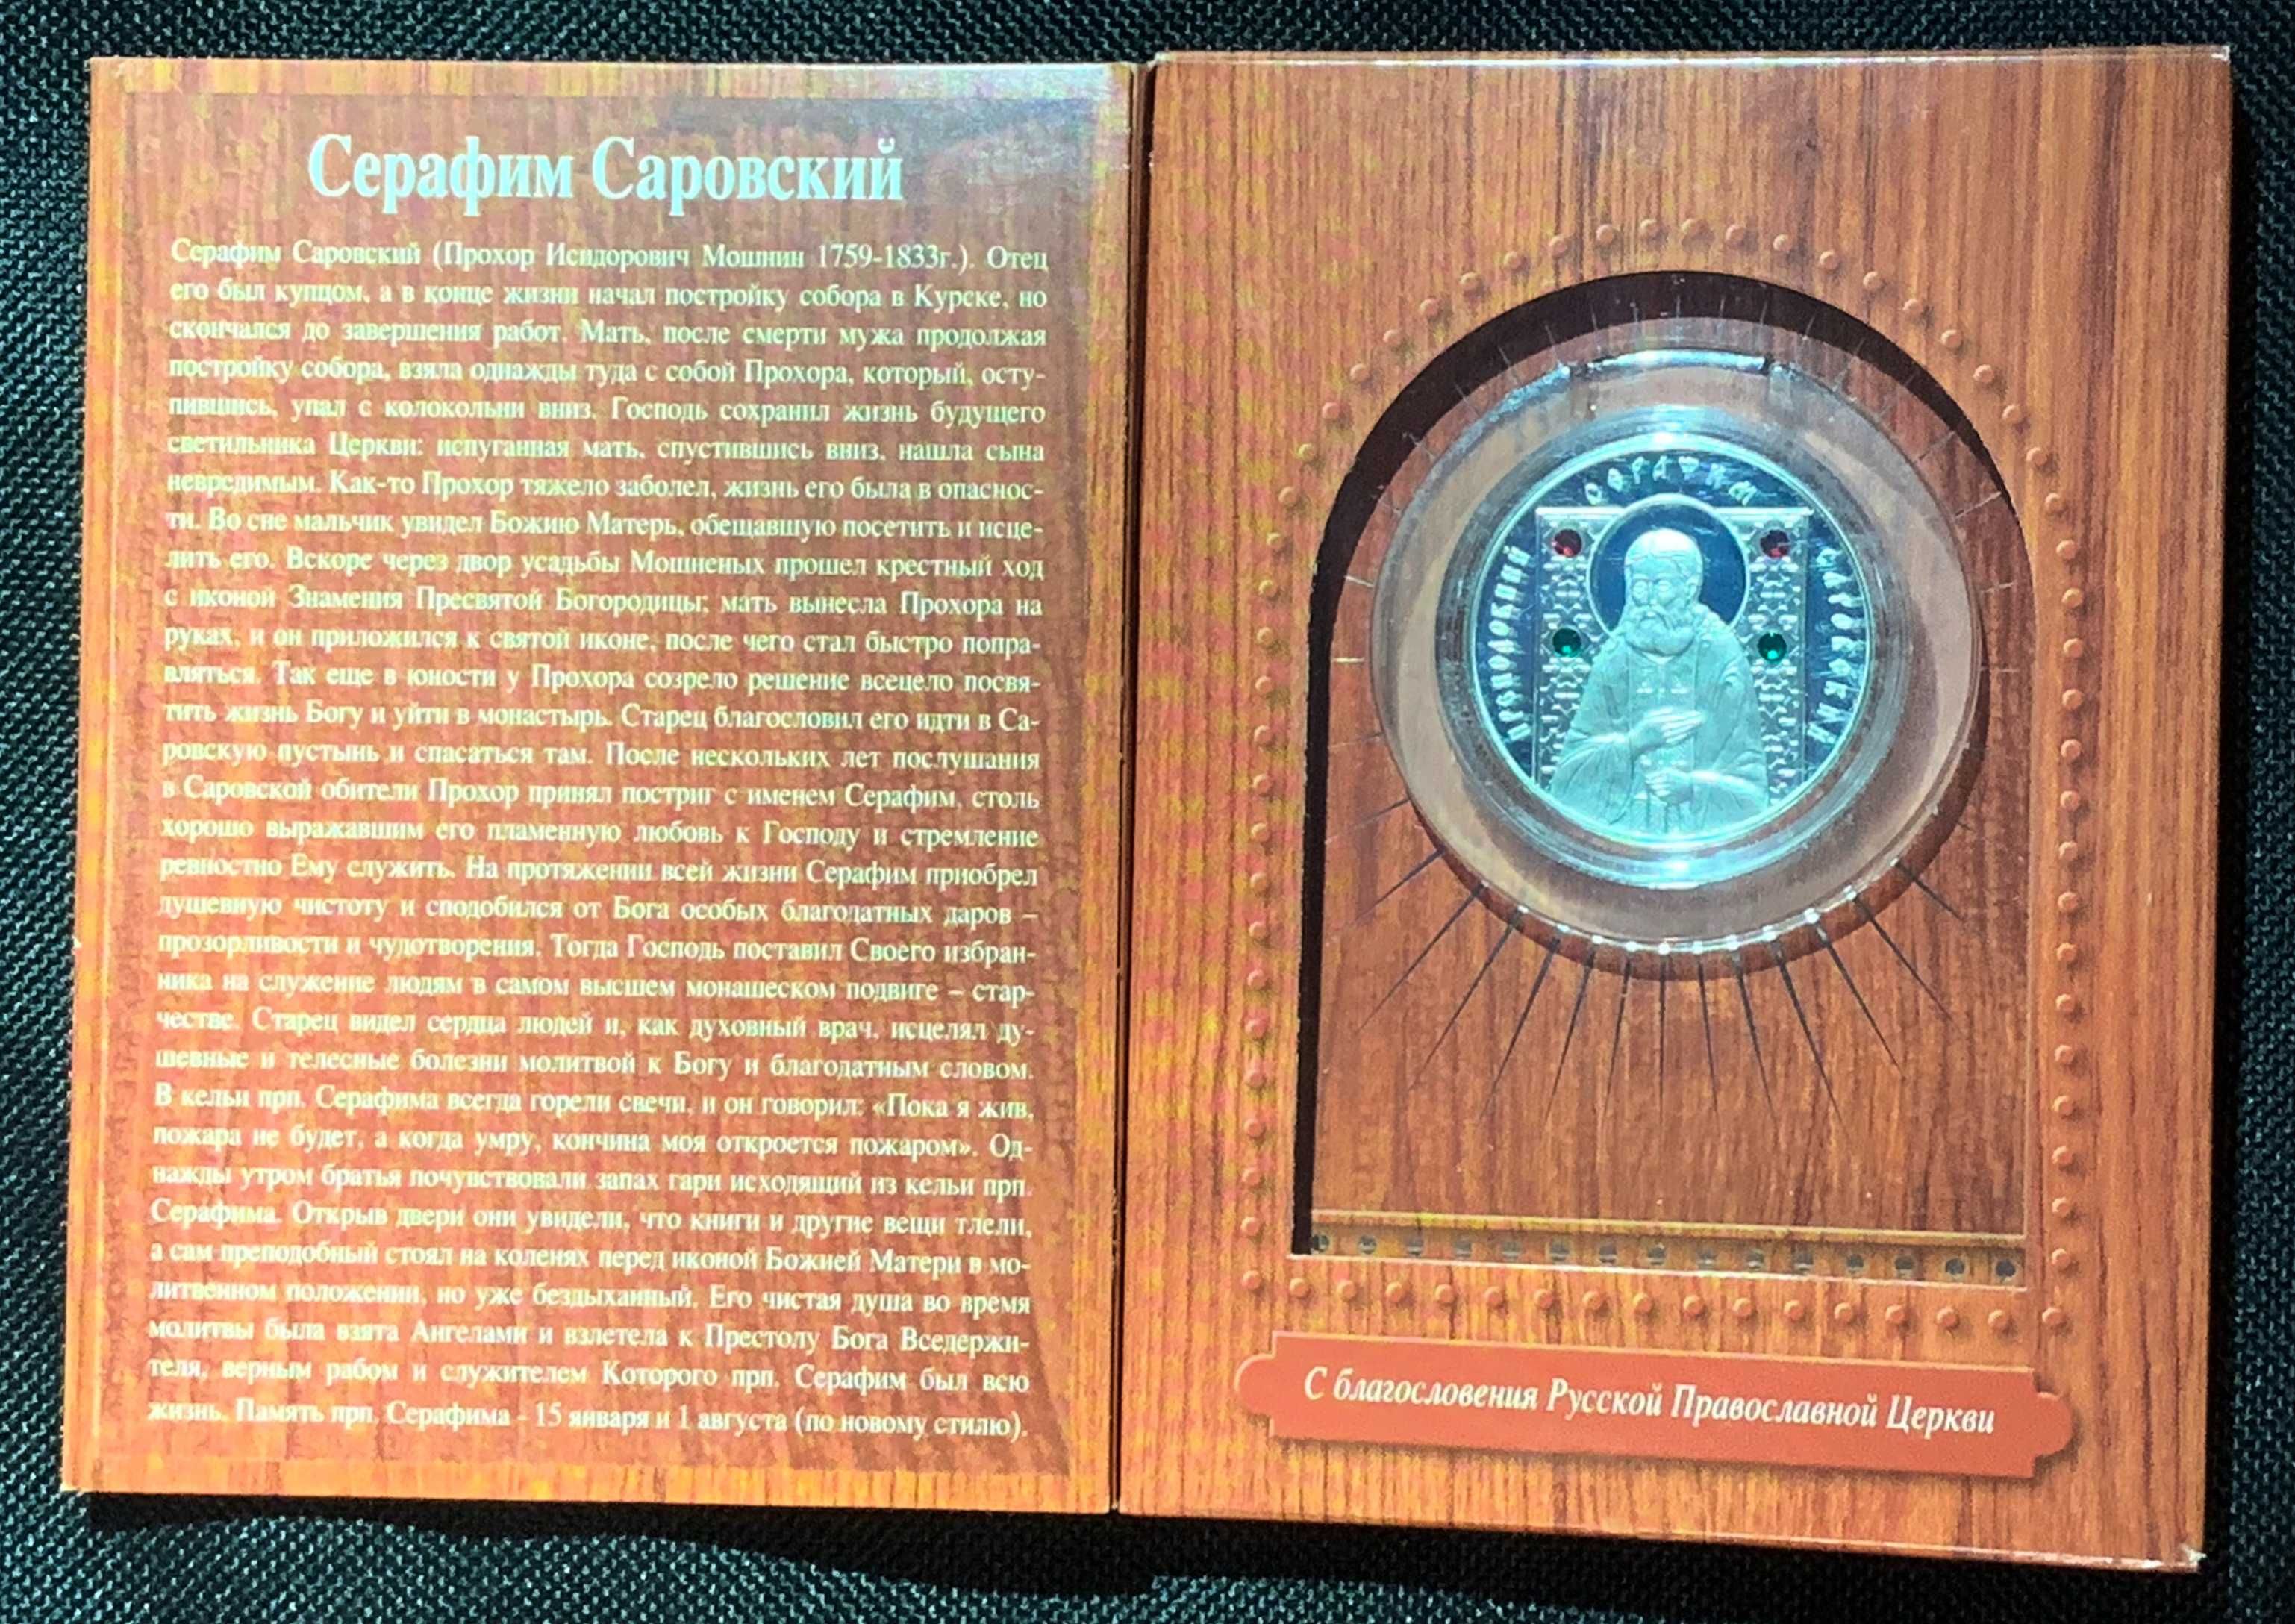 Серафим Саровский
Серафим Саровский (Прохор Исидорович Мошнин 1759-1833г.). Отец
его был купцом, а в конце жизни начал постройку собора в Курске, но
скончался до завершения работ. Мать, после смерти мужа продолжая
постройку собора, взяла однажды туда с собой Прохора, который, осту-
пившись, упал с колокольни вниз. Господь сохранил жизнь будущего
светильника Церкви: испуганная мать, спустившись вниз, нашла сына
невредимым. Как-то Прохор тяжело заболел, жизнь его была в опаснос-
ти. Во сне мальчик увидел Божию Матерь, обещавшую посетить и исце-
лить его. Вскоре через двор усадьбы Мошненых прошел крестный ход
с иконой Знамения Пресвятой Богородицы; мать вынесла Прохора на
руках, и он приложился к святой иконе, после чего стал быстро попра-
вляться. Так еще в юности у Прохора созрело решение всецело посвя-
тить жизнь Богу и уйти в монастырь. Старец благословил его идти в Са-
ровскую пустынь и спасаться там. После нескольких лет послушания
в Саровской обители Прохор принял постриг с именем Серафим, столь
хорошо выражавшим его пламенную любовь к Господу и стремление
ревностно Ему служить. На протяжении всей жизни Серафим приобрел
душевную чистоту и сподобился от Бога особых благодатных даров –
прозорливости и чудотворения. Тогда Господь поставил Своего избран-
ника на служение людям в самом высшем монашеском подвиге – стар-
честве. Старец видел сердца людей и, как духовный врач, исцелял ду-
шевные и телесные болезни молитвой к Богу и благодатным словом.
В кельи прп. Серафима всегда горели свечи, и он говорил: «Пока я жив,
пожара не будет, а когда умру, кончина моя откроется пожаром». Од-
нажды утром братья почувствовали запах гари исходящий из кельи прп.
Серафима. Открыв двери они увидели, что книги и другие вещи тлели,
а сам преподобный стоял на коленях перед иконой Божией Матери в мо-
литвенном положении, но уже бездыханный. Его чистая душа во время
молитвы была взята Ангелами и взлетела к Престолу Бога Вседержи-
теля, верным рабом и служителем Которого прп. Серафим был всю
жизнь. Память прп. Серафима - 15 января и 1 августа (по новому стилю).
ПРЕПОДОБНЫЙ
СЕРАФИМ
САРОВСКИЙ
С благословения Русской Православной Церкви